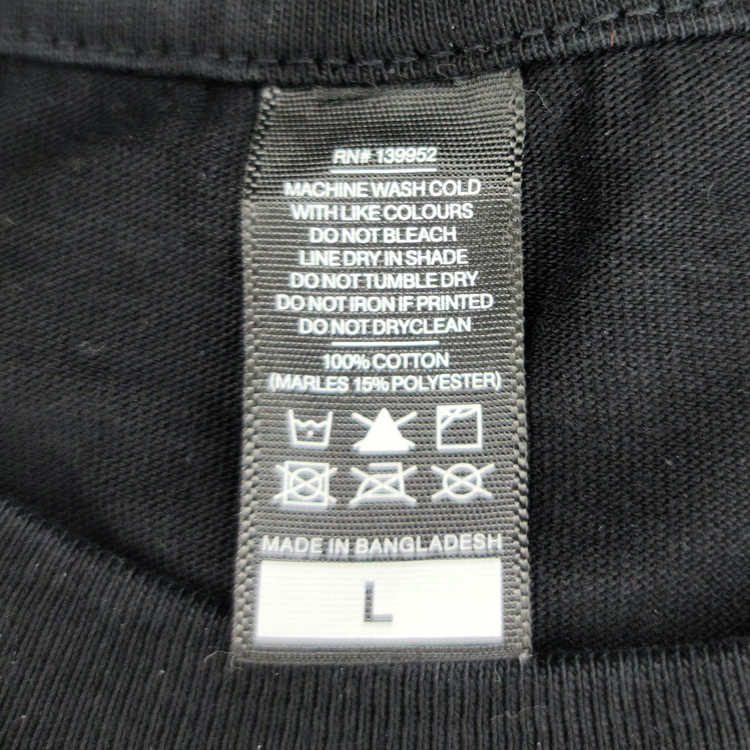 RN# 139952
MACHINE WASH COLD
WITH LIKE COLOURS
DO NOT BLEACH
LINE DRY IN SHADE
DO NOT TUMBLE DRY
DO NOT IRON IF PRINTED
DO NOT DRYCLEAN
100% COTTON
(MARLES 15% POLYESTER)
MADE IN BANGLADESH
L